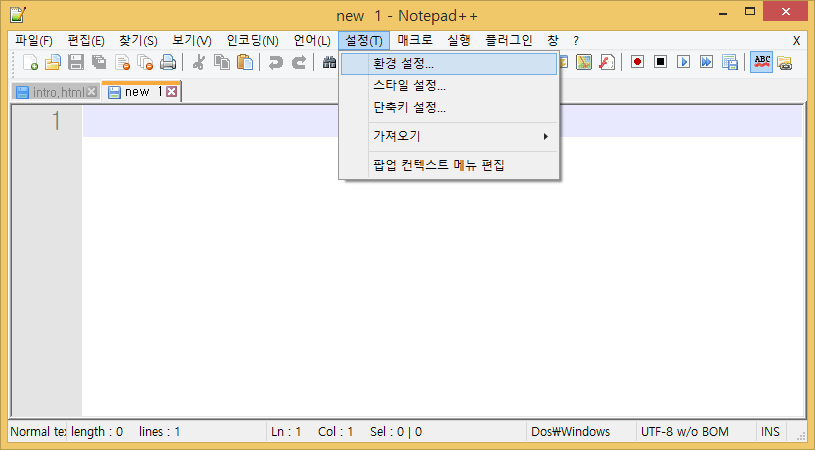 new 1 - Notepad++
파일(F) 편집(E) 찾기(S) 보기(V) 인코딩(N) 언어(L) 설정(T) 매크로 실행 플러그인 창 ? X
ABC
intro.html new 1
1
환경 설정...
스타일 설정...
단축키 설정...
가져오기
팝업 컨텍스트 메뉴 편집
Normal te length : 0 lines : 1 Ln : 1 Col : 1 Sel : 0 | 0 Dos₩Windows UTF-8 w/o BOM INS